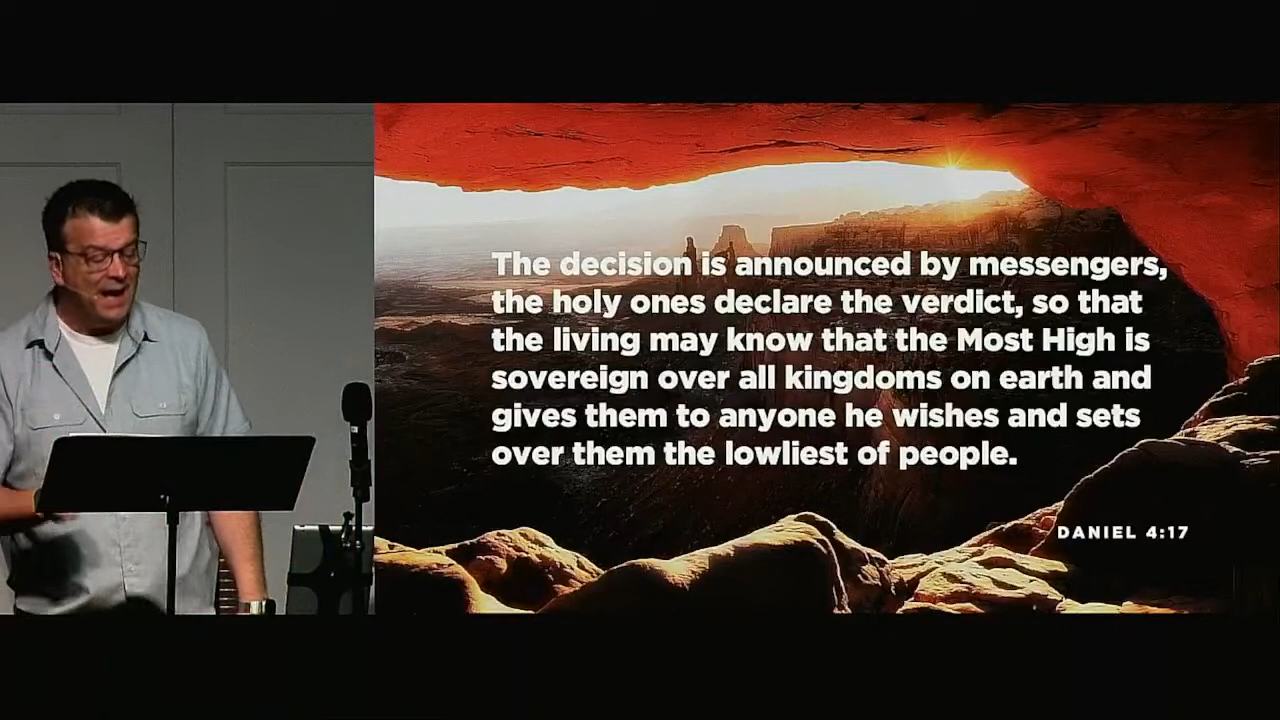 The decision is announced by messengers,
the holy ones declare the verdict, so that
the living may know that the Most High is
sovereign over all kingdoms on earth and
gives them to anyone he wishes and sets
over them the lowliest of people.
DANIEL 4:17